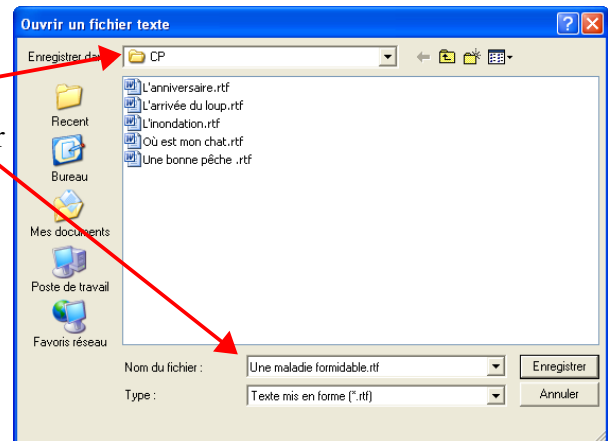 Ouvrir un fichier texte
Enregistrer dans CP
L'anniversaire.rtf
L'arrivée du loup.rtf
L'inondation.rtf
Où est mon chat.rtf
Une bonne pêche .rtf
Recent
r
Bureau
Mes documents
Poste de travail
Favoris réseau
Nom du fichier : Une maladie formidable.rtf Enregistrer
Type : Texte mis en forme (*.rtf) Annuler